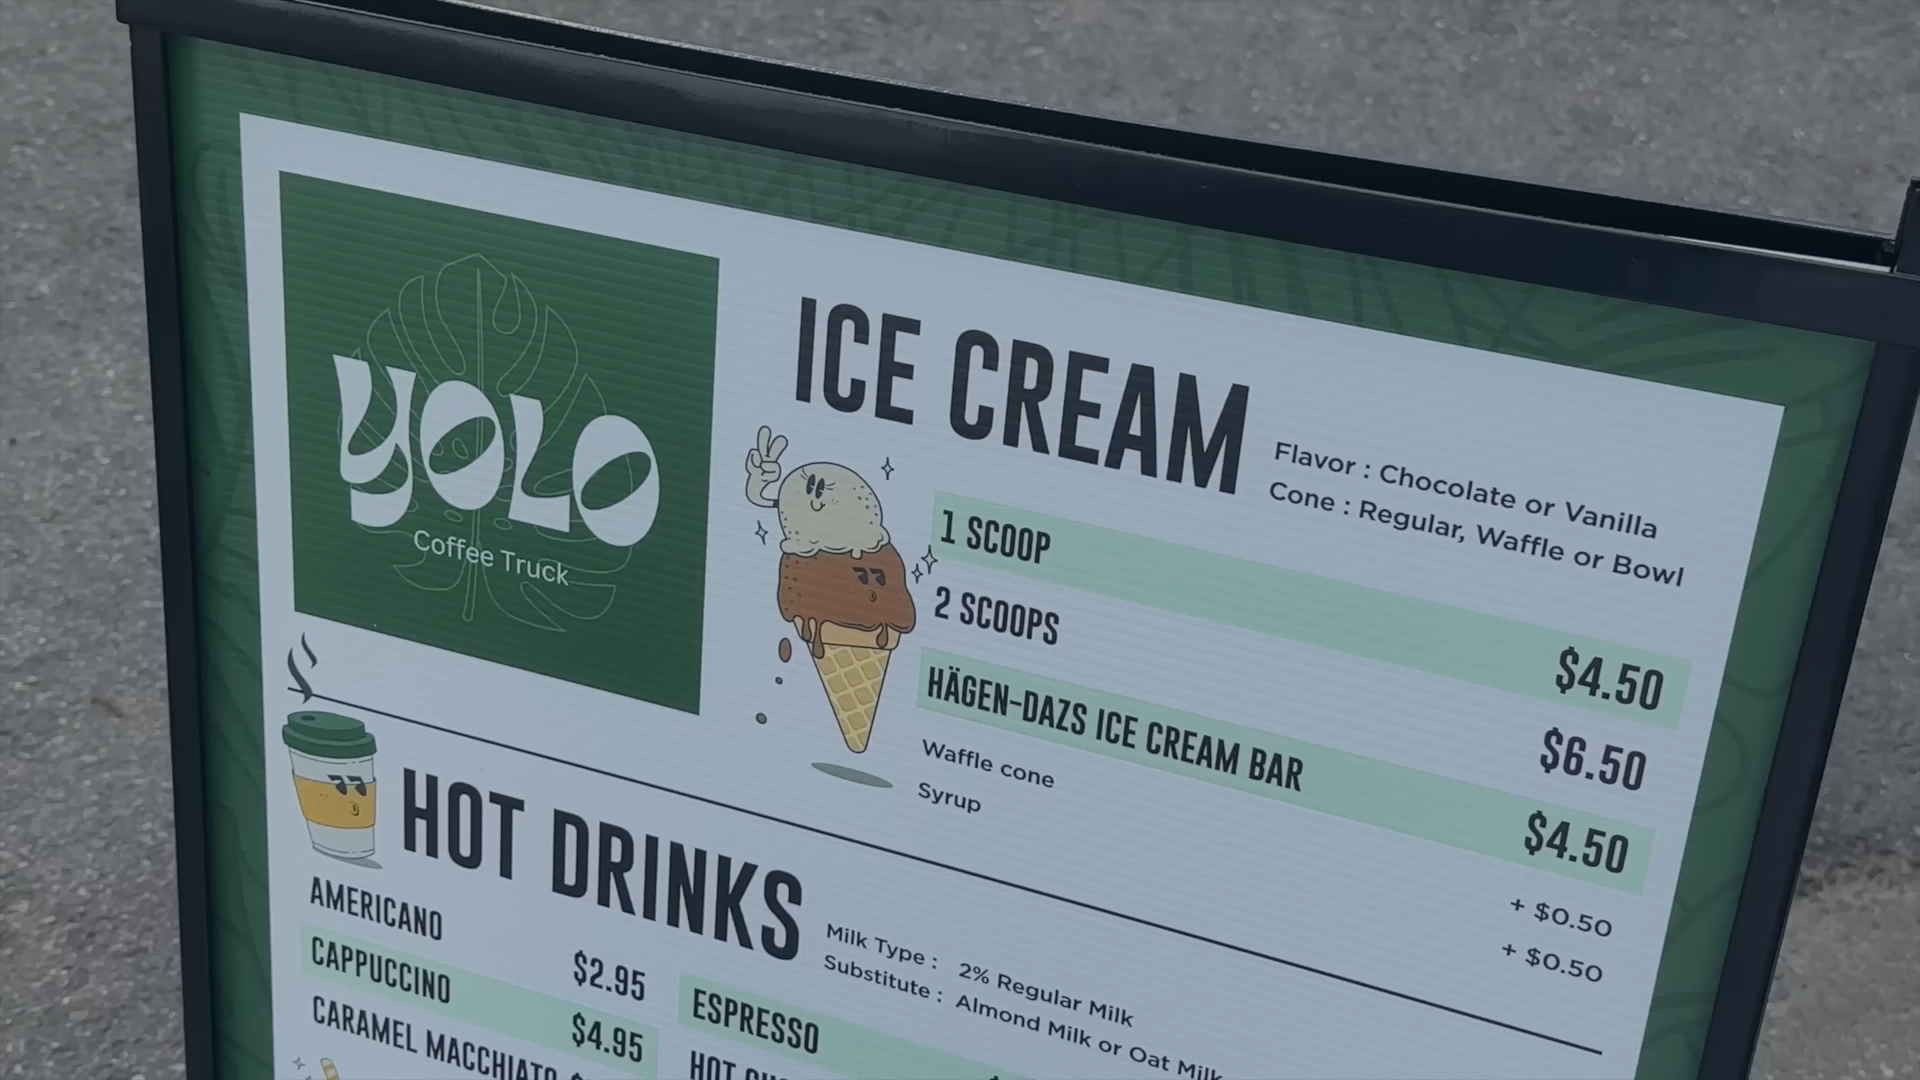 YOLO
Coffee Truck
ICE CREAM
Flavor : Chocolate or Vanilla
Cone : Regular, Waffle or Bowl
1 SCOOP $4.50
2 SCOOPS $6.50
HÄGEN-DAZS ICE CREAM BAR $4.50
Waffle cone + $0.50
Syrup + $0.50
HOT DRINKS
Milk Type : 2% Regular Milk
Substitute : Almond Milk or Oat Milk
AMERICANO $2.95
CAPPUCCINO $4.95
CARAMEL MACCHIATO
ESPRESSO
HOT